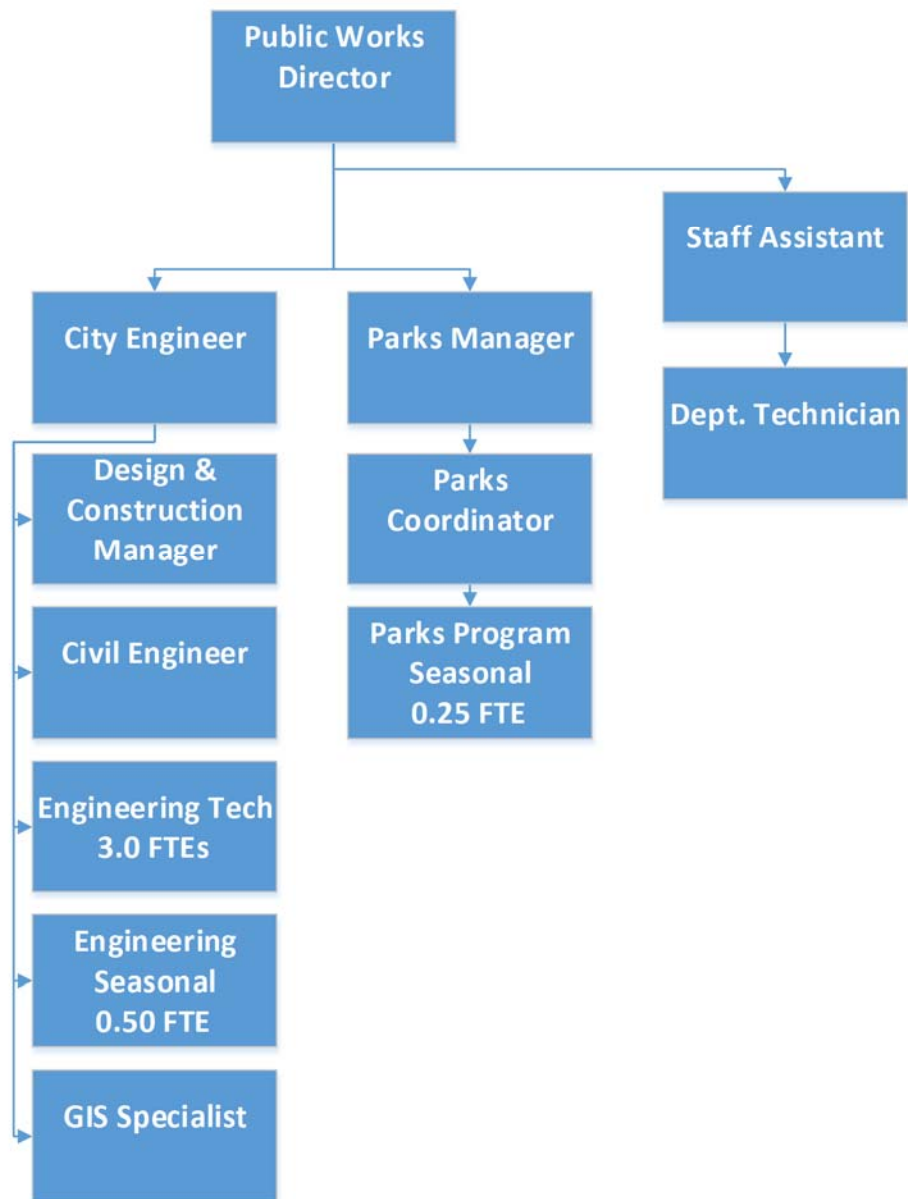 Public Works
Director
Staff Assistant
City Engineer
Parks Manager
Dept. Technician
Design &
Construction
Manager
Parks
Coordinator
Civil Engineer
Parks Program
Seasonal
0.25 FTE
Engineering Tech
3.0 FTEs
Engineering
Seasonal
0.50 FTE
GIS Specialist